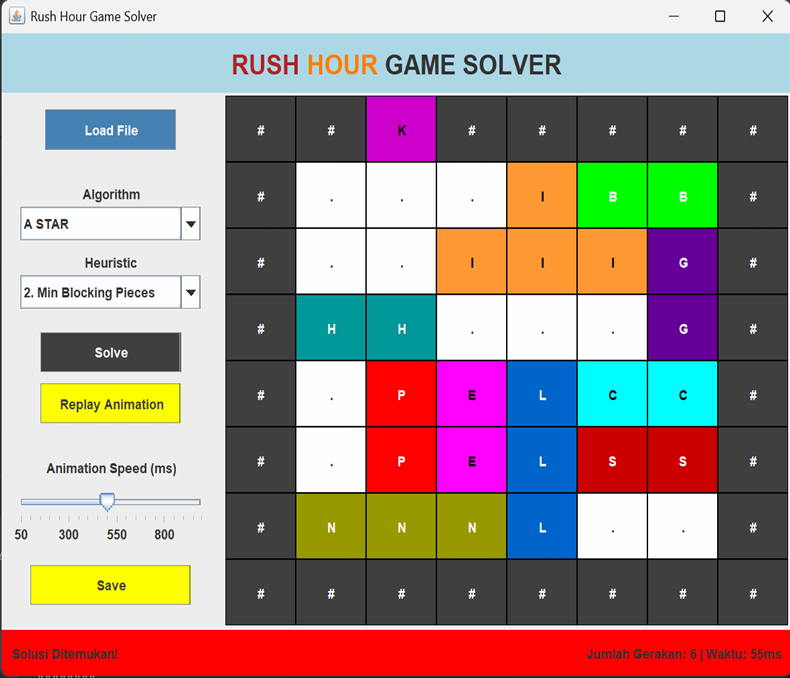 Rush Hour Game Solver
RUSH HOUR GAME SOLVER
Load File
Algorithm
A STAR
Heuristic
2. Min Blocking Pieces
Solve
Replay Animation
Animation Speed (ms)
50 300 550 800
Save
# # K # # # # #
# . . . I B B #
# . . I I I G #
# H H . . . G #
# . P E L C C #
# . P E L S S #
# N N N L . . #
# # # # # # # #
Solusi Ditemukan!
Jumlah Gerakan: 6 | Waktu: 55ms